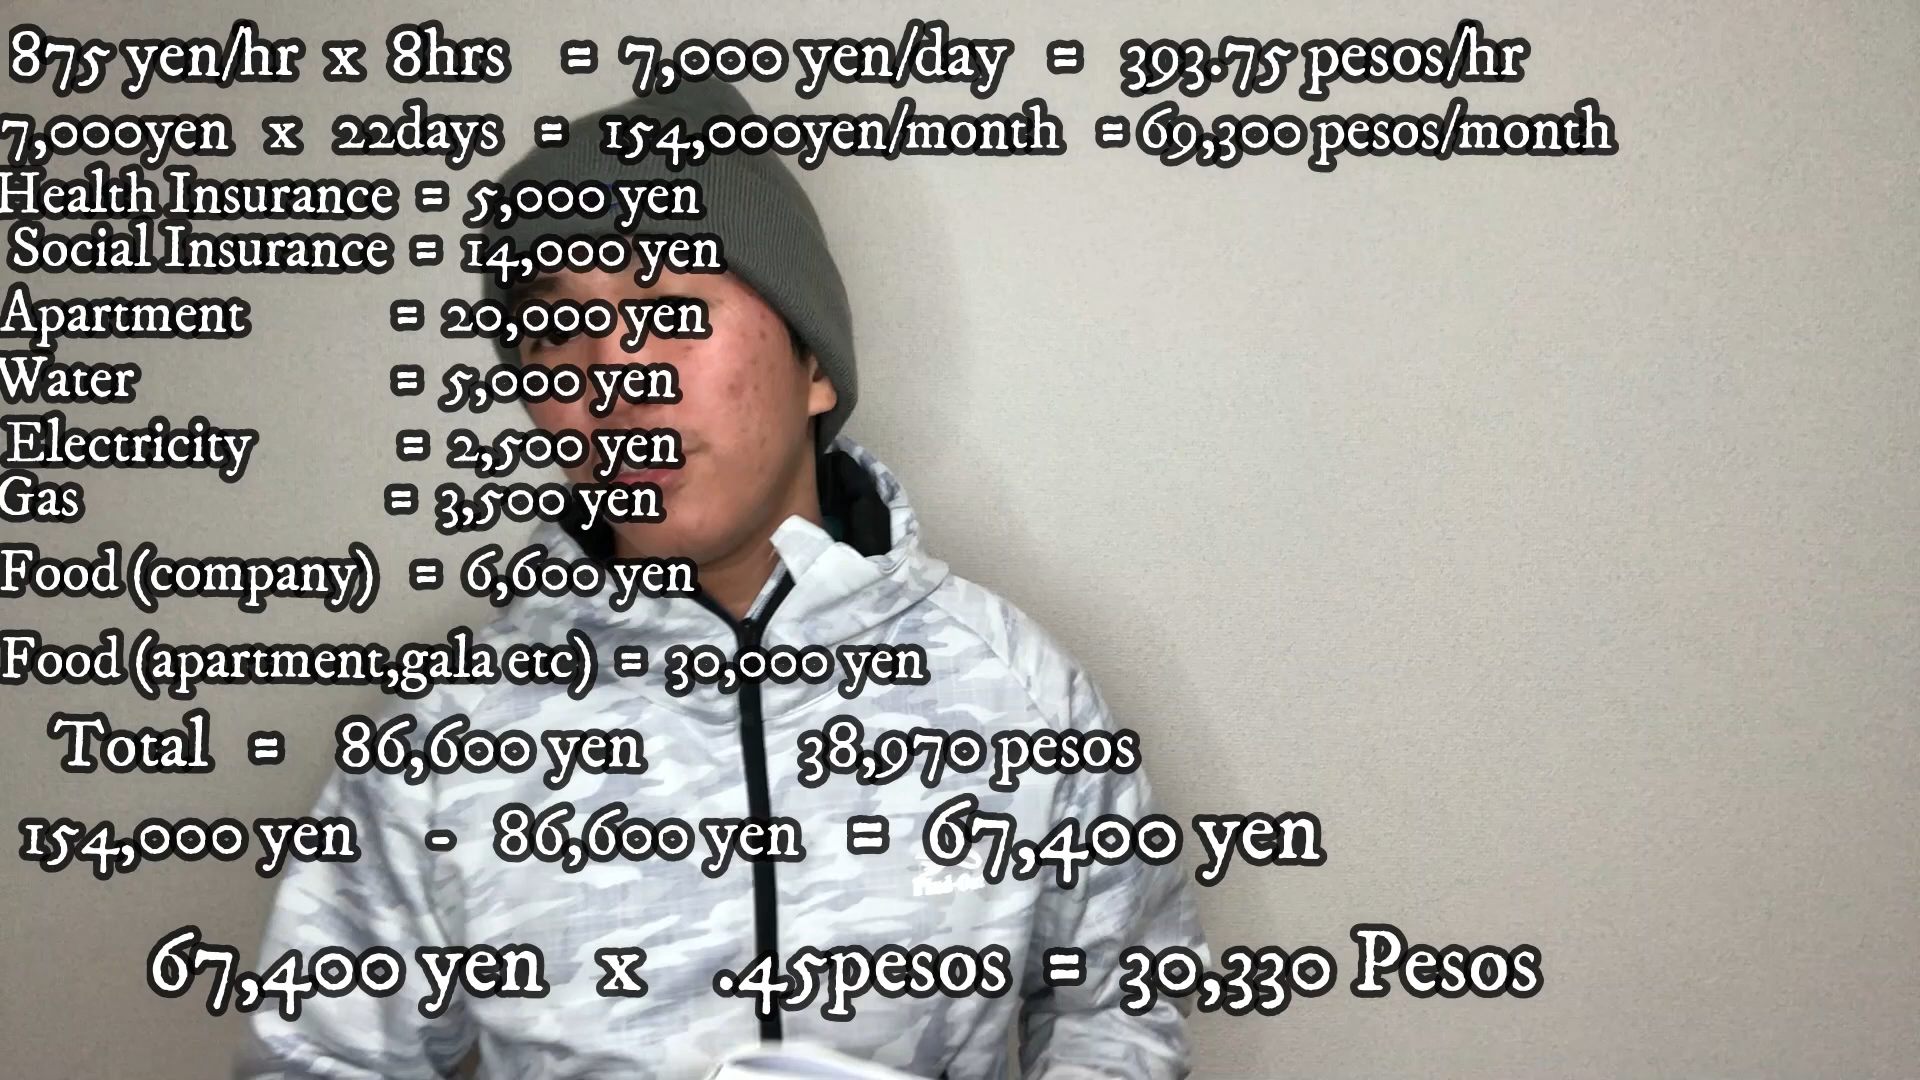 875 yen/hr x 8hrs = 7,000 yen/day = 393.75 pesos/hr
7,000yen x 22days = 154,000yen/month = 69,300 pesos/month
Health Insurance = 5,000 yen
Social Insurance = 14,000 yen
Apartment = 20,000 yen
Water = 5,000 yen
Electricity = 2,500 yen
Gas = 3,500 yen
Food (company) = 6,600 yen
Food (apartment,gala etc) = 30,000 yen
Total = 86,600 yen 38,970 pesos
154,000 yen - 86,600 yen = 67,400 yen
67,400 yen x .45pesos = 30,330 Pesos